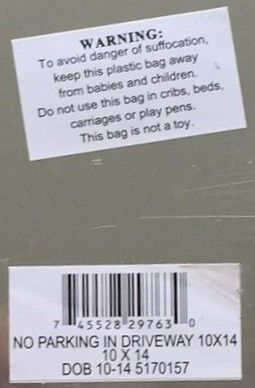 WARNING:
To avoid danger of suffocation,
keep this plastic bag away
from babies and children.
Do not use this bag in cribs, beds,
carriages or play pens.
This bag is not a toy.
7 45528 29763 0
NO PARKING IN DRIVEWAY 10X14
10 X 14
DOB 10-14 5170157